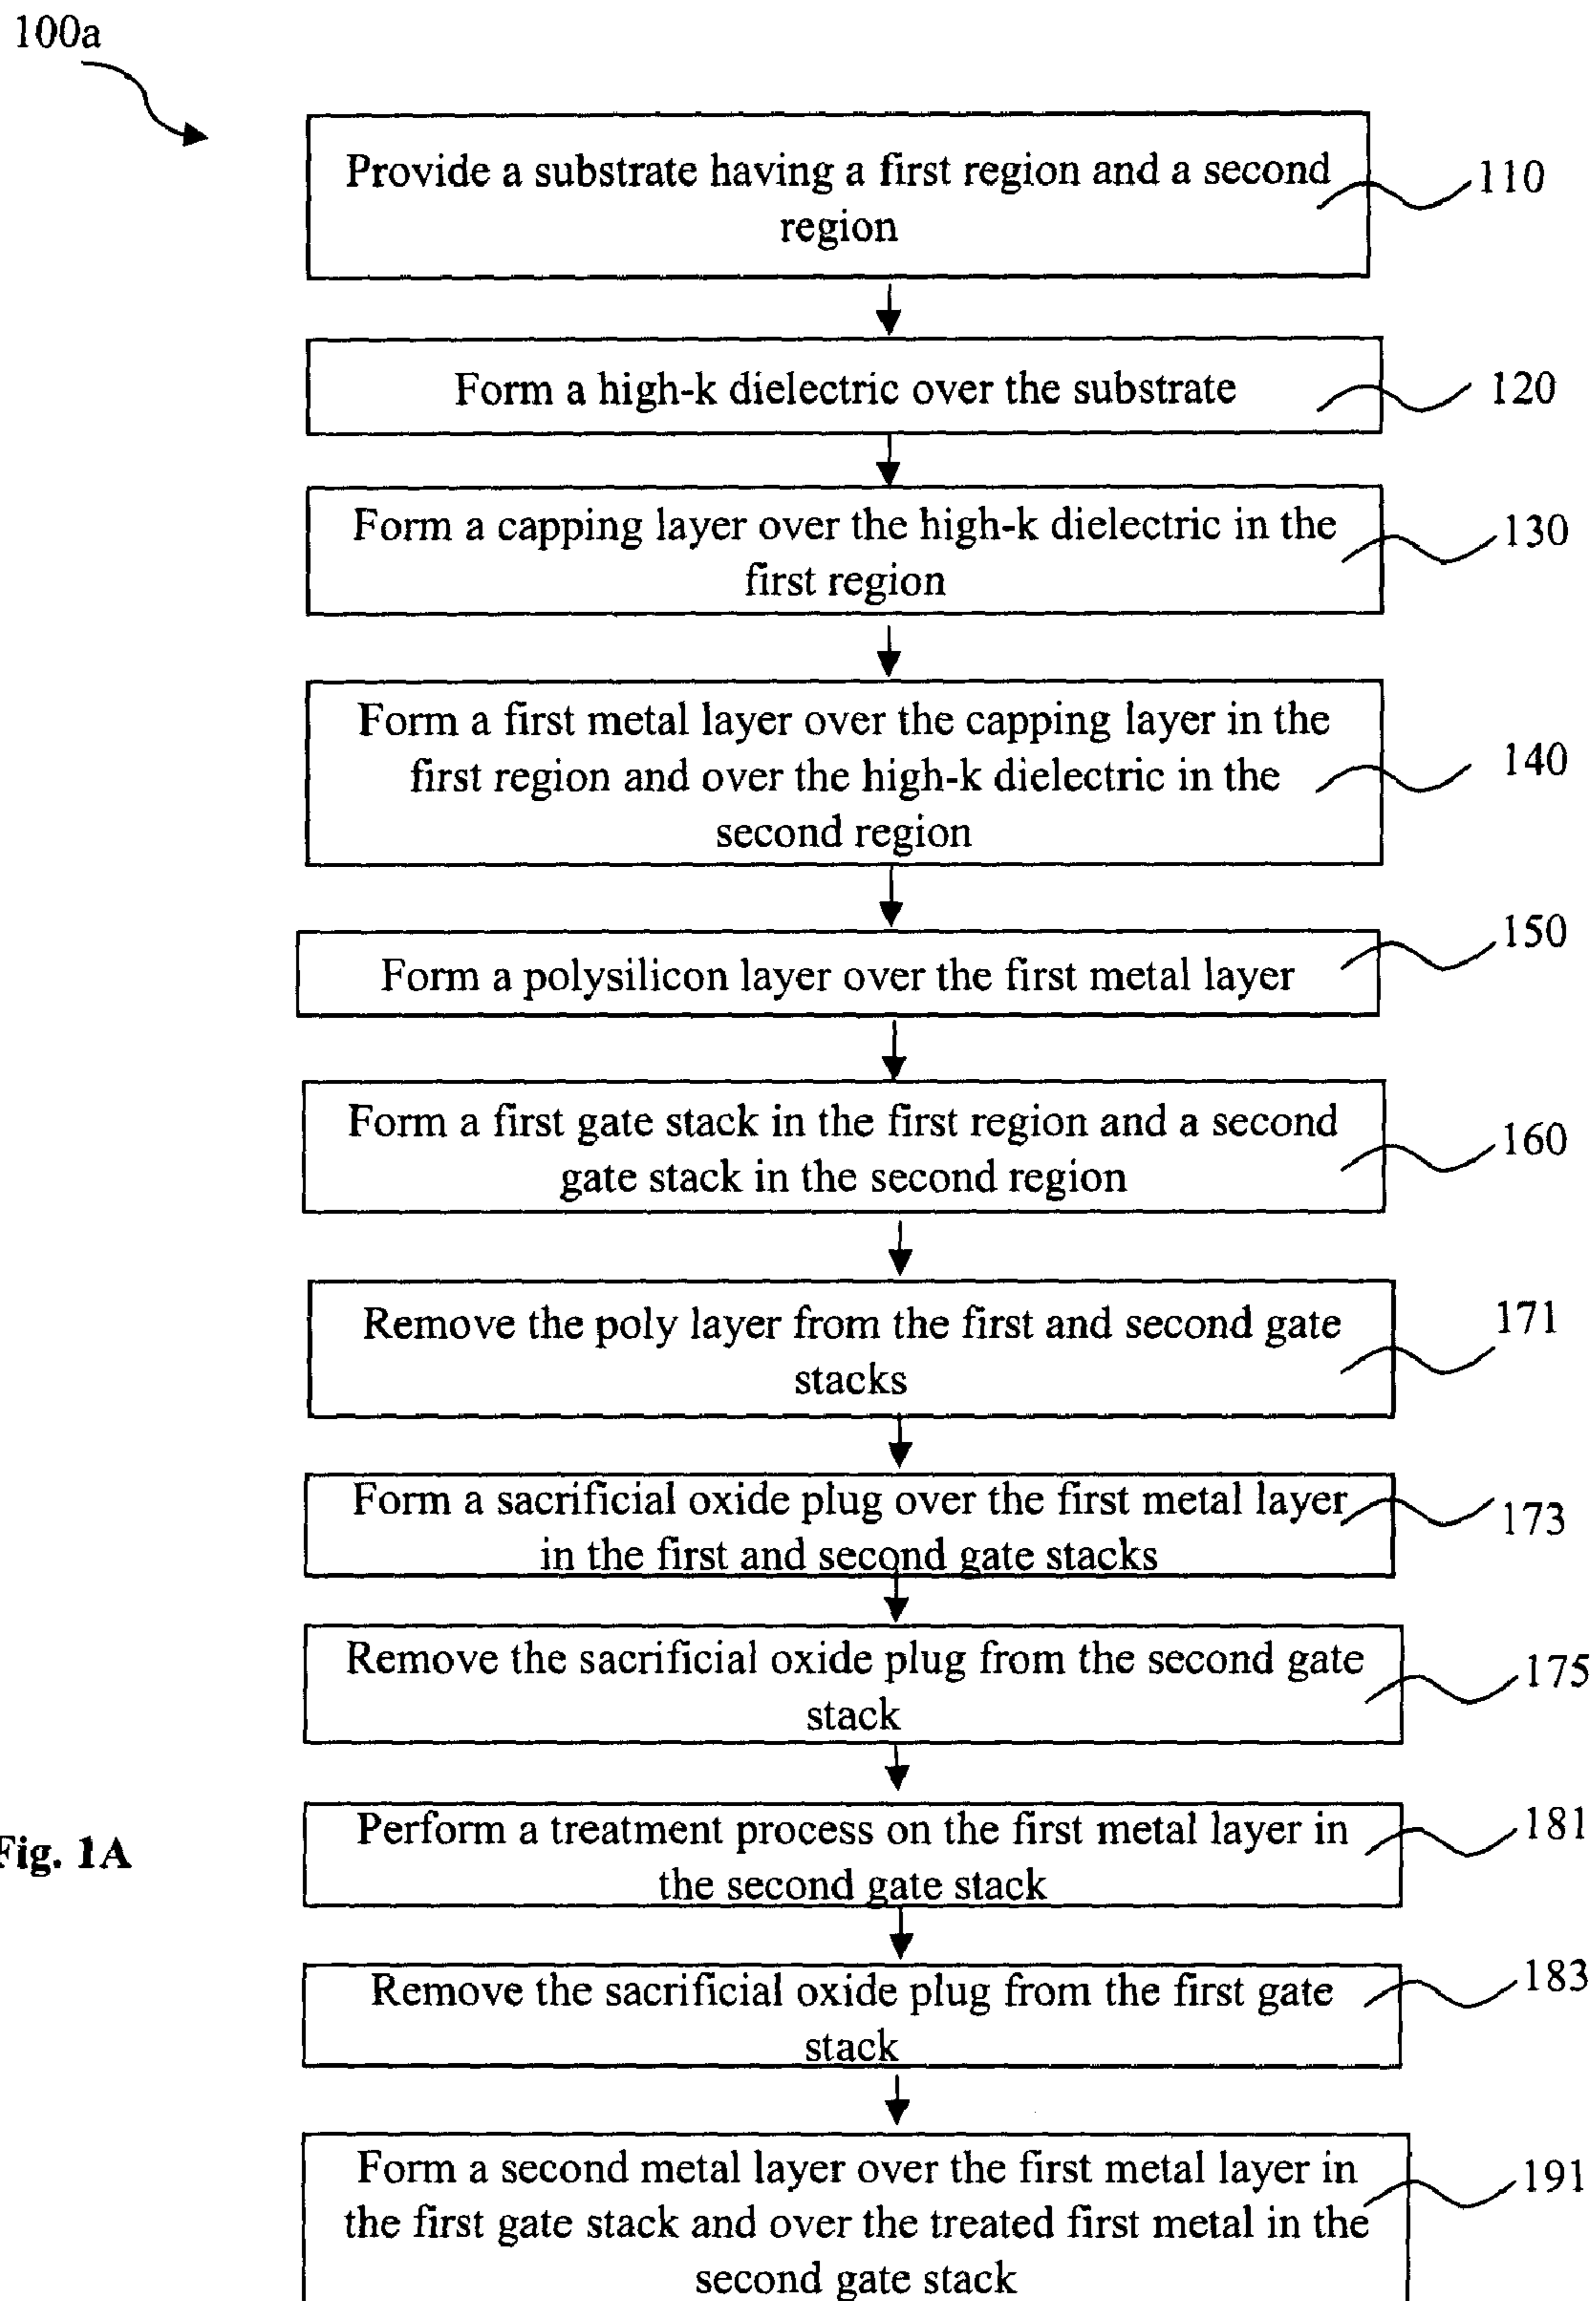 100a
Provide a substrate having a first region and a second
region
110
Form a high-k dielectric over the substrate
120
Form a capping layer over the high-k dielectric in the
first region
130
Form a first metal layer over the capping layer in the
first region and over the high-k dielectric in the
second region
140
Form a polysilicon layer over the first metal layer
150
Form a first gate stack in the first region and a second
gate stack in the second region
160
Remove the poly layer from the first and second gate
stacks
171
Form a sacrificial oxide plug over the first metal layer
in the first and second gate stacks
173
Remove the sacrificial oxide plug from the second gate
stack
175
Perform a treatment process on the first metal layer in
the second gate stack
181
Fig. 1A
Remove the sacrificial oxide plug from the first gate
stack
183
Form a second metal layer over the first metal layer in
the first gate stack and over the treated first metal in the
second gate stack
191